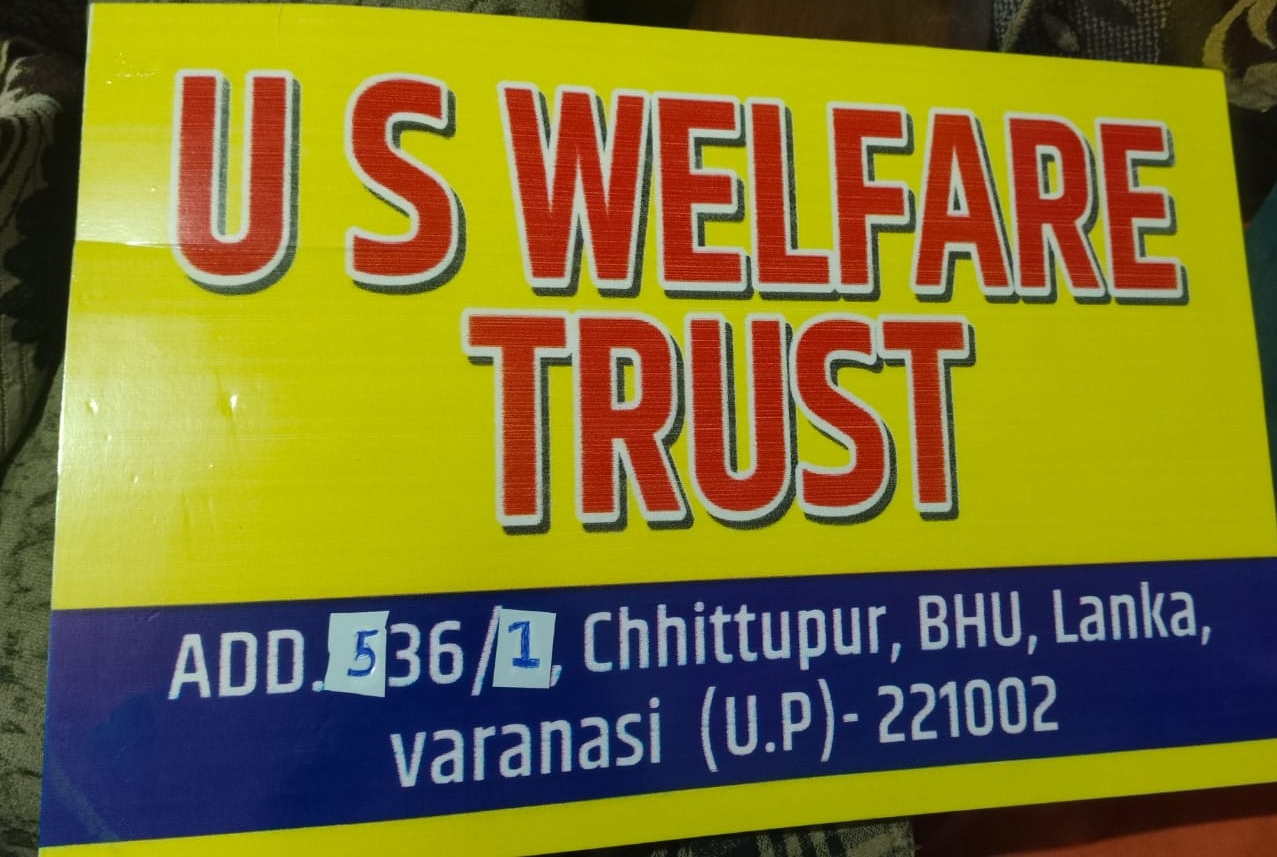 U S WELFARE
TRUST
ADD. 536/1, Chhittupur, BHU, Lanka,
varanasi (U.P)- 221002